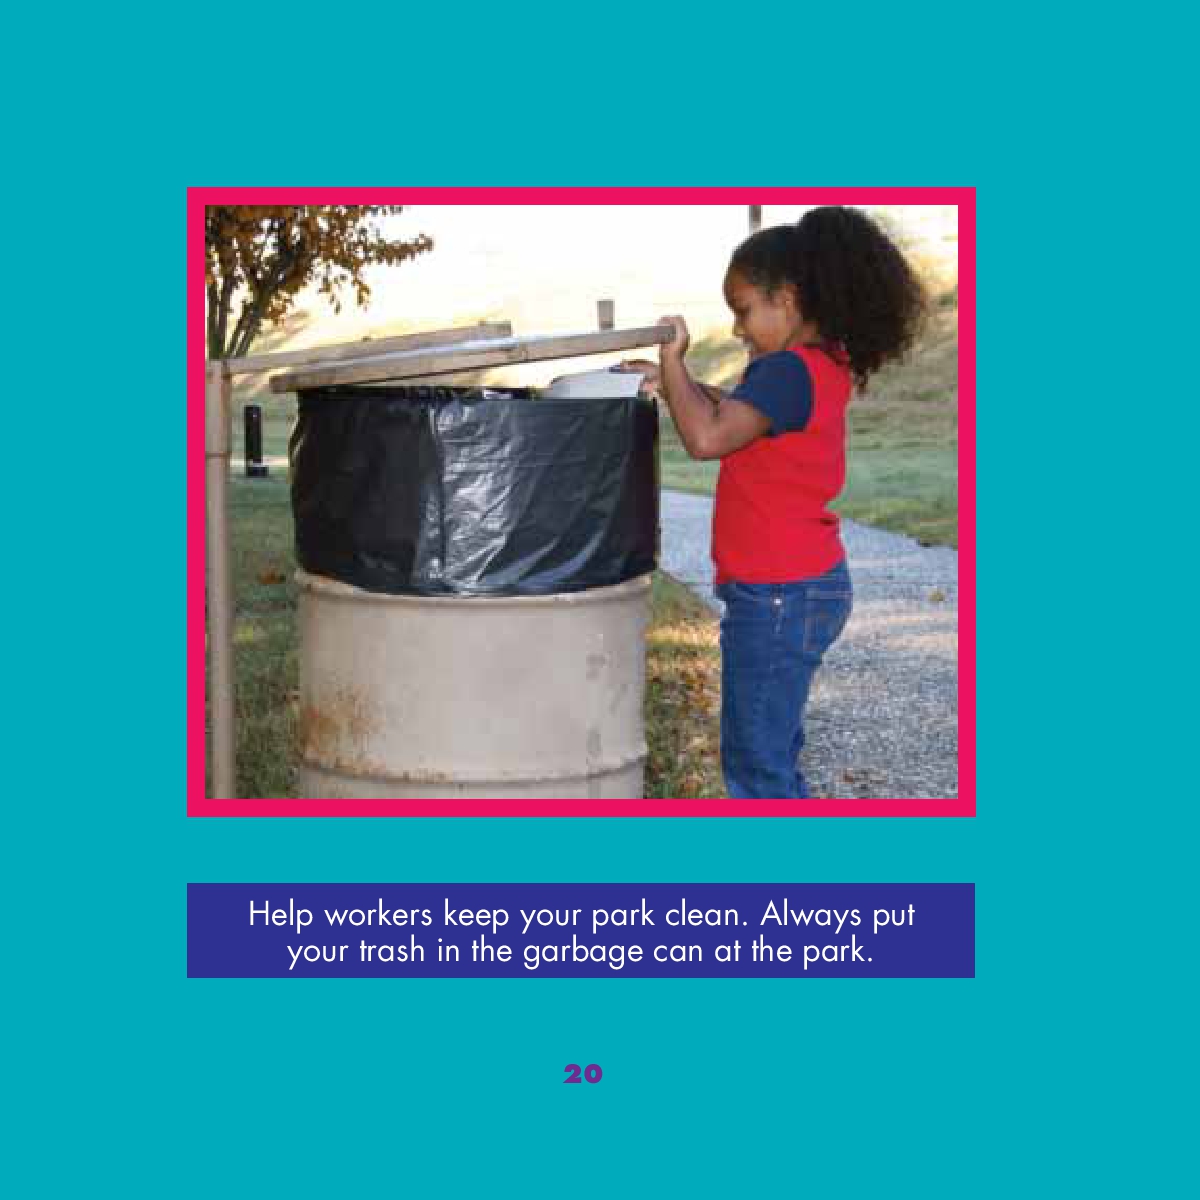 Help workers keep your park clean. Always put
your trash in the garbage can at the park.
20